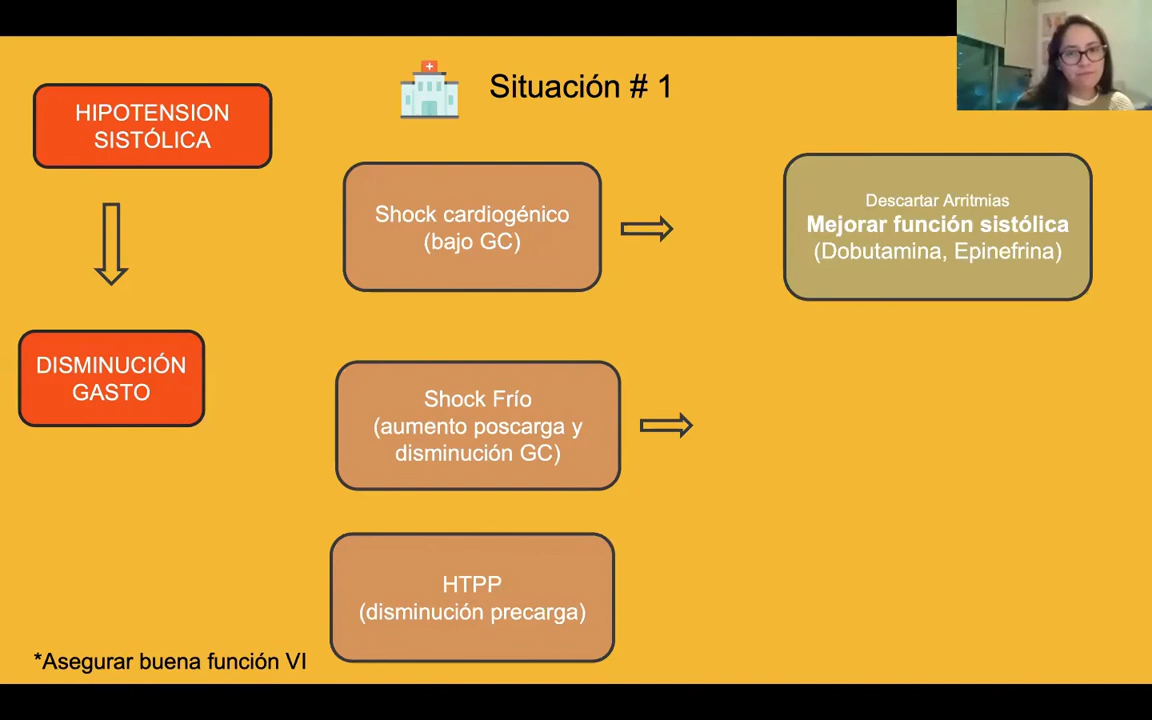 Situación # 1
HIPOTENSION
SISTÓLICA
Shock cardiogénico
(bajo GC)
Descartar Arritmias
Mejorar función sistólica
(Dobutamina, Epinefrina)
DISMINUCIÓN
GASTO
Shock Frío
(aumento poscarga y
disminución GC)
HTPP
(disminución precarga)
*Asegurar buena función VI